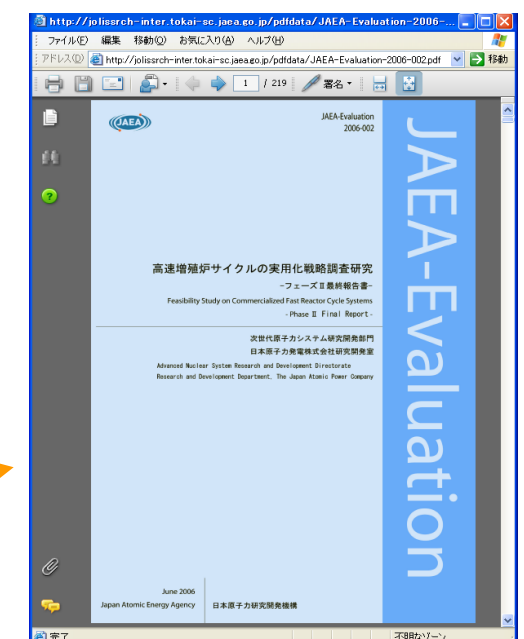 http://jolissrch-inter.tokai-sc.jaea.go.jp/pdfdata/JAEA-Evaluation-2006-...
ファイル(F) 編集 移動(O) お気に入り(A) ヘルプ(H)
アドレス(D) http://jolissrch-inter.tokai-sc.jaea.go.jp/pdfdata/JAEA-Evaluation-2006-002.pdf 移動
1 / 219 署名
JAEA
JAEA-Evaluation
2006-002
JAEA-Evaluation
高速増殖炉サイクルの実用化戦略調査研究
-フェーズⅡ最終報告書-
Feasibility Study on Commercialized Fast Reactor Cycle Systems
- Phase Ⅱ Final Report -
次世代原子力システム研究開発部門
日本原子力発電株式会社研究開発室
Advanced Nuclear System Research and Development Directorate
Research and Development Department, The Japan Atomic Power Company
June 2006
Japan Atomic Energy Agency
日本原子力研究開発機構
完了
不明なゾーン